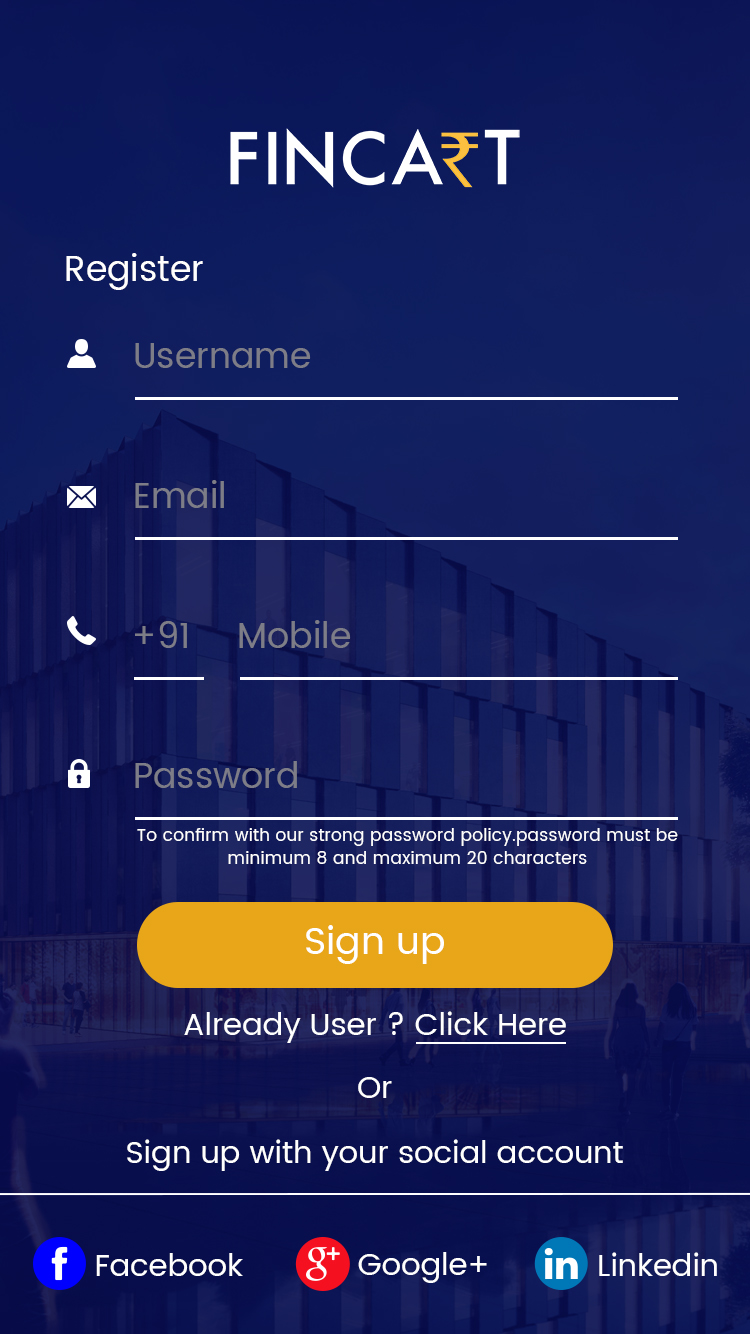 FINCA₹T
Register
Username
Email
+91 Mobile
Password
To confirm with our strong password policy.password must be
minimum 8 and maximum 20 characters
Sign up
Already User ? Click Here
Or
Sign up with your social account
f Facebook g+ Google+ in Linkedin